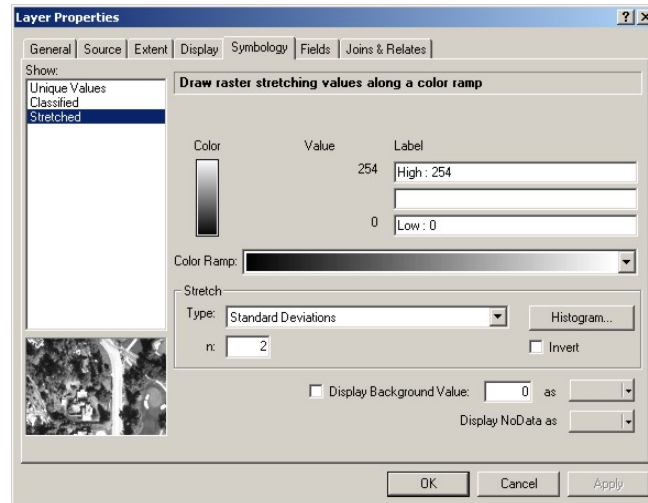 Layer Properties
General Source Extent Display Symbology Fields Joins & Relates
Show:
Unique Values
Classified
Stretched
Draw raster stretching values along a color ramp
Color Value Label
254 High : 254
0 Low : 0
Color Ramp:
Stretch
Type: Standard Deviations Histogram...
n: 2 Invert
Display Background Value: 0 as
Display NoData as
OK Cancel Apply